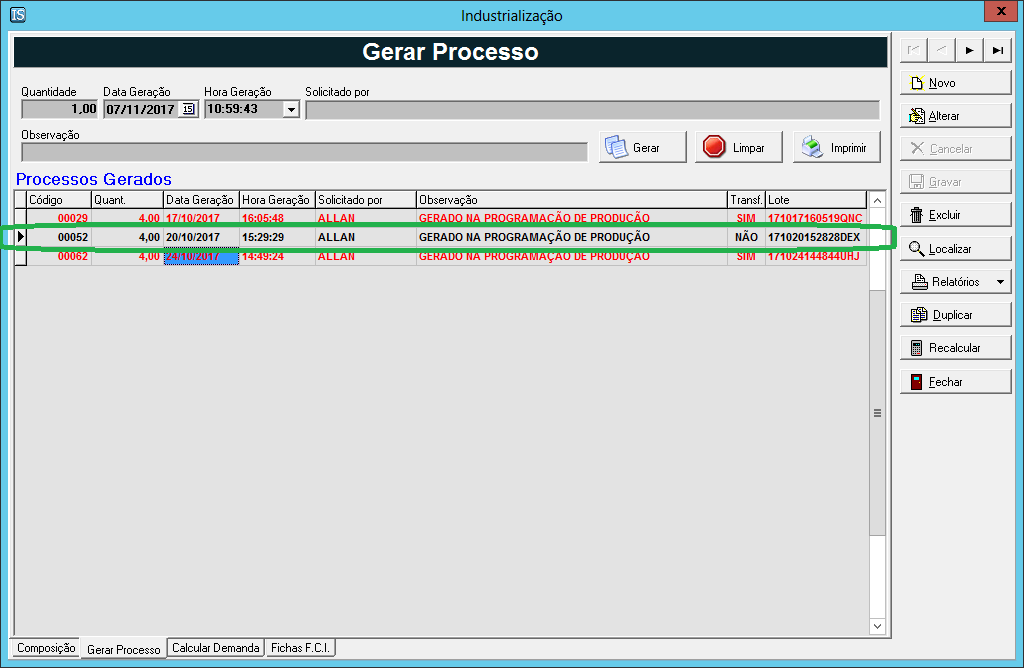 IS
Industrialização
x
Gerar Processo
Quantidade Data Geração Hora Geração Solicitado por
1,00 07/11/2017 15 10:59:43
Observação
Gerar Limpar Imprimir
Processos Gerados
Código Quant. Data Geração Hora Geração Solicitado por Observação Transf. Lote
00029 4,00 17/10/2017 16:05:48 ALLAN GERADO NA PROGRAMAÇÃO DE PRODUÇÃO SIM 171017160519QNC
00052 4,00 20/10/2017 15:29:29 ALLAN GERADO NA PROGRAMAÇÃO DE PRODUÇÃO NÃO 171020152828DEX
00062 4,00 24/10/2017 14:49:24 ALLAN GERADO NA PROGRAMAÇÃO DE PRODUÇÃO SIM 171024144844UHJ
Novo
Alterar
Cancelar
Gravar
Excluir
Localizar
Relatórios
Duplicar
Recalcular
Fechar
Composição Gerar Processo Calcular Demanda Fichas F.C.I.